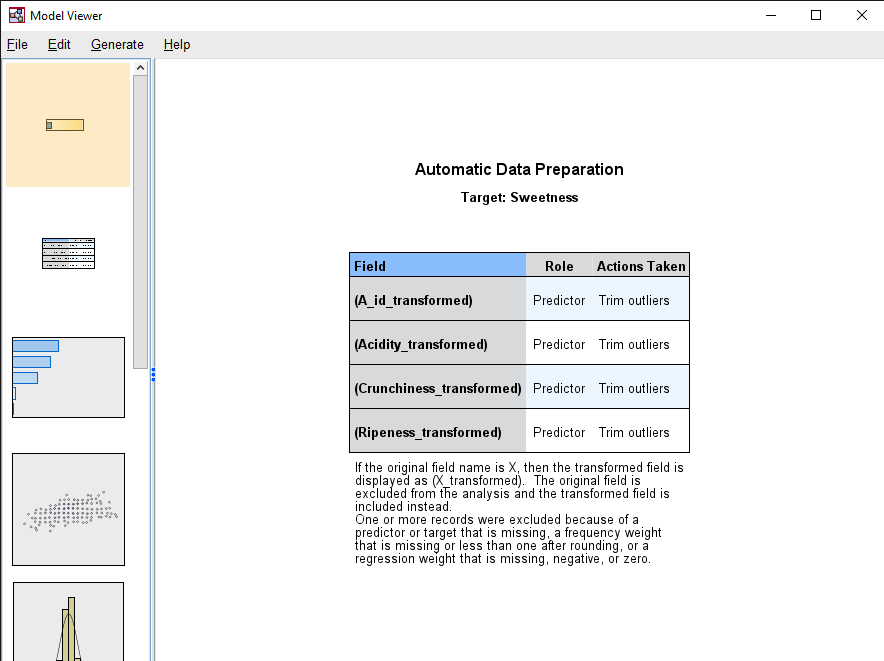 Model Viewer
File Edit Generate Help
Automatic Data Preparation
Target: Sweetness
Field Role Actions Taken
(A_id_transformed) Predictor Trim outliers
(Acidity_transformed) Predictor Trim outliers
(Crunchiness_transformed) Predictor Trim outliers
(Ripeness_transformed) Predictor Trim outliers
If the original field name is X, then the transformed field is
displayed as (X_transformed).  The original field is
excluded from the analysis and the transformed field is
included instead.
One or more records were excluded because of a
predictor or target that is missing, a frequency weight
that is missing or less than one after rounding, or a
regression weight that is missing, negative, or zero.